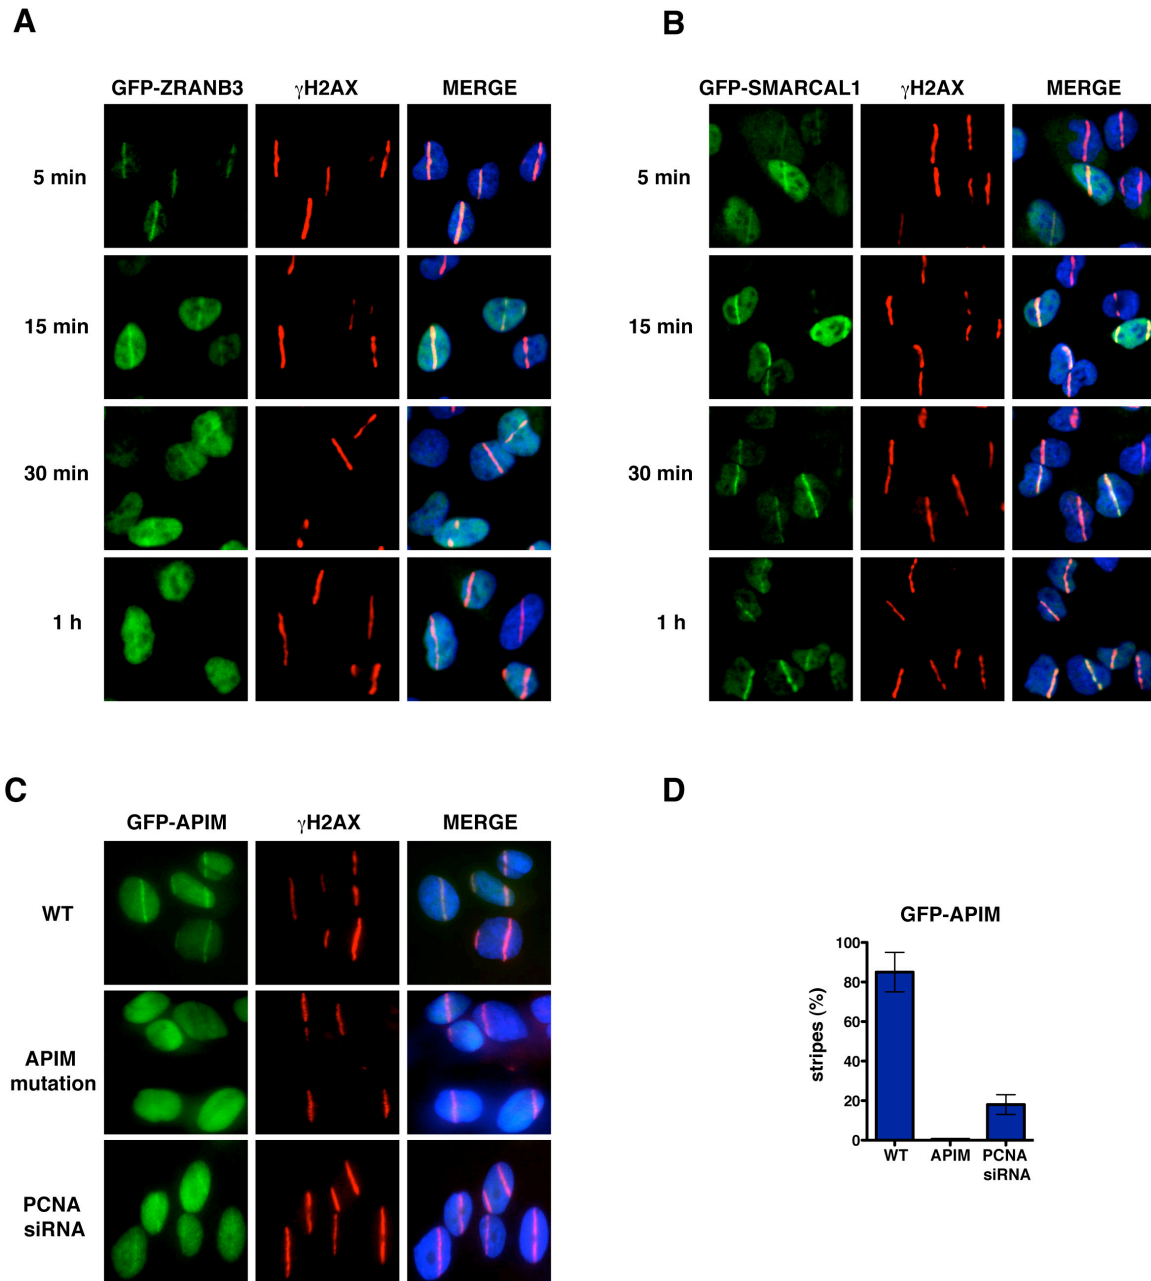 A
GFP-ZRANB3 γH2AX MERGE
5 min
15 min
30 min
1 h
B
GFP-SMARCAL1 γH2AX MERGE
5 min
15 min
30 min
1 h
C
GFP-APIM γH2AX MERGE
WT
APIM
mutation
PCNA
siRNA
D
GFP-APIM
stripes (%)
100
80
60
40
20
0
WT APIM PCNA
siRNA